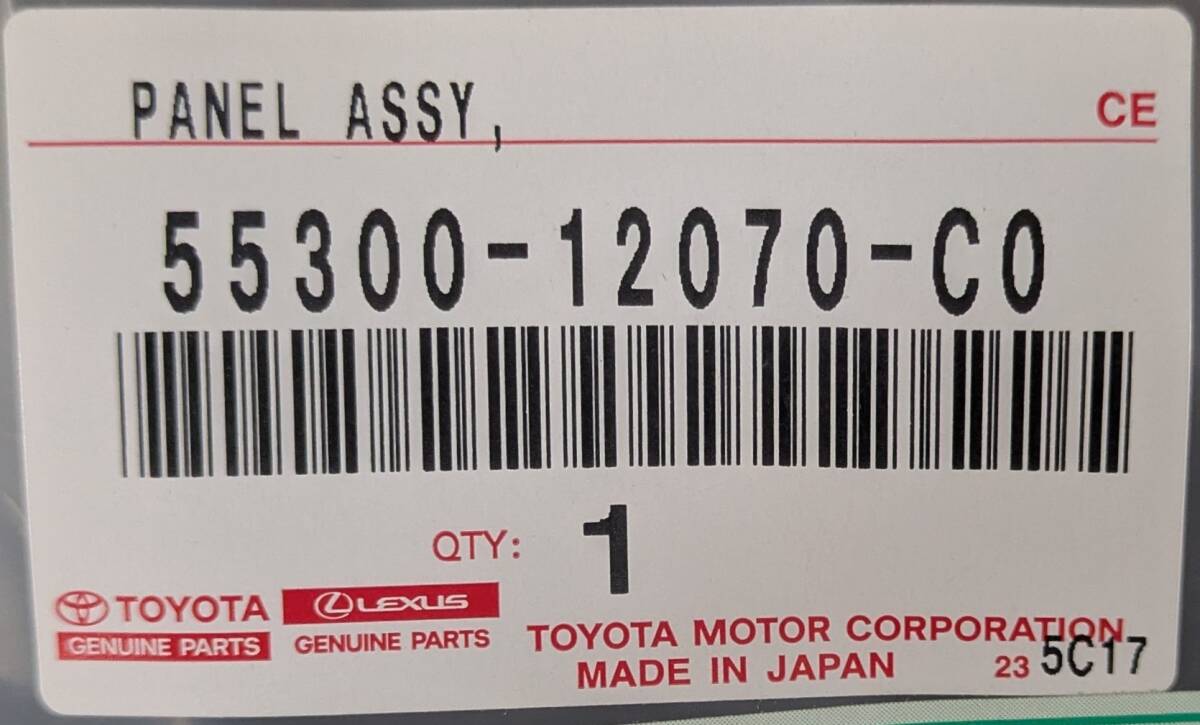 PANEL ASSY,
CE
55300-12070-C0
QTY: 1
TOYOTA
GENUINE PARTS
LEXUS
GENUINE PARTS
TOYOTA MOTOR CORPORATION
MADE IN JAPAN
23 5C17